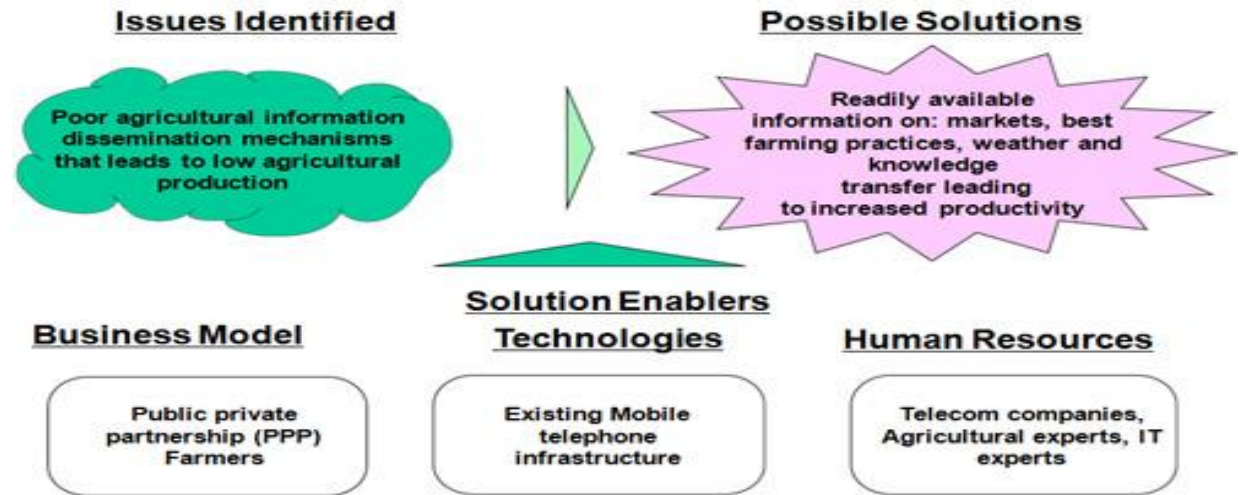 Issues Identified
Possible Solutions
Poor agricultural information
dissemination mechanisms
that leads to low agricultural
production
Readily available
information on: markets, best
farming practices, weather and
knowledge
transfer leading
to increased productivity
Solution Enablers
Business Model
Technologies
Human Resources
Public private
partnership (PPP)
Farmers
Existing Mobile
telephone
infrastructure
Telecom companies,
Agricultural experts, IT
experts